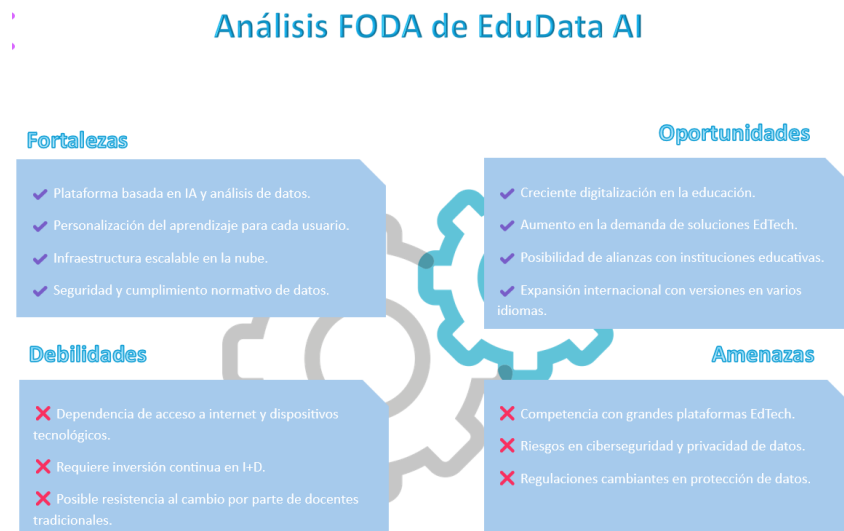 Análisis FODA de EduData AI
Fortalezas
Plataforma basada en IA y análisis de datos.
Personalización del aprendizaje para cada usuario.
Infraestructura escalable en la nube.
Seguridad y cumplimiento normativo de datos.
Oportunidades
Creciente digitalización en la educación.
Aumento en la demanda de soluciones EdTech.
Posibilidad de alianzas con instituciones educativas.
Expansión internacional con versiones en varios
idiomas.
Debilidades
Dependencia de acceso a internet y dispositivos
tecnológicos.
Requiere inversión continua en I+D.
Posible resistencia al cambio por parte de docentes
tradicionales.
Amenazas
Competencia con grandes plataformas EdTech.
Riesgos en ciberseguridad y privacidad de datos.
Regulaciones cambiantes en protección de datos.